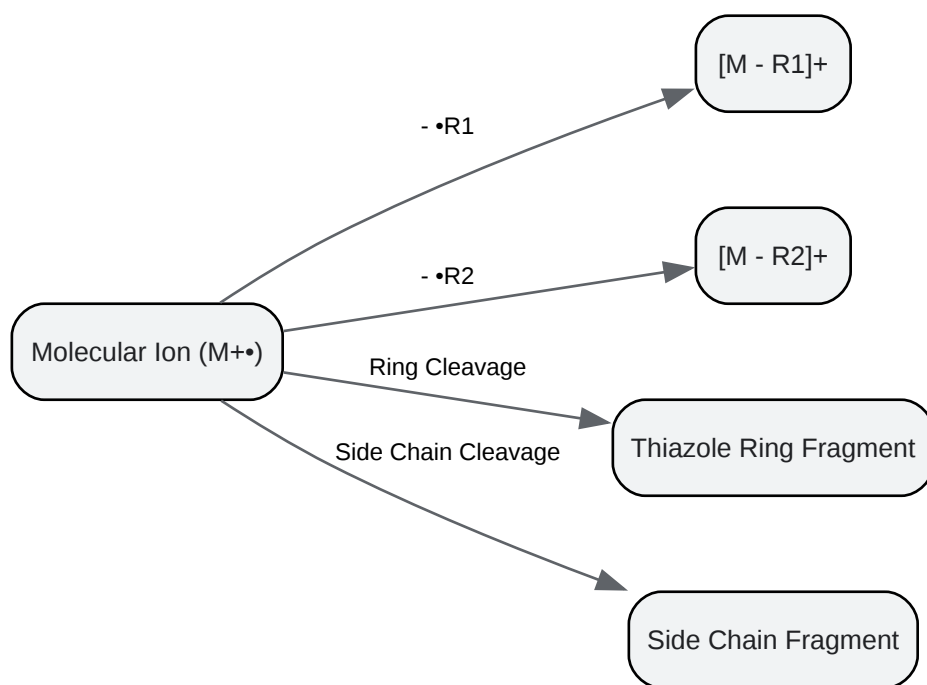 [M - R1]+
- •R1
[M - R2]+
- •R2
Molecular Ion (M+•)
Ring Cleavage
Thiazole Ring Fragment
Side Chain Cleavage
Side Chain Fragment